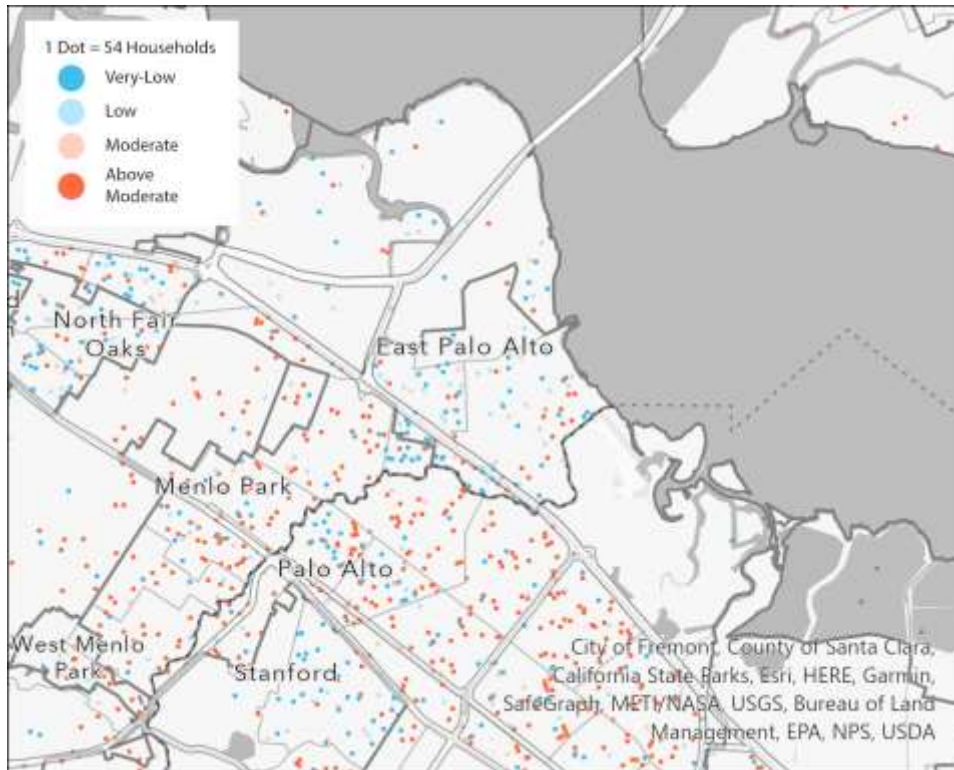 1 Dot = 54 Households
Very-Low
Low
Moderate
Above
Moderate
North Fair
Oaks
East Palo Alto
Menlo Park
Palo Alto
West Menlo
Park
Stanford
City of Fremont, County of Santa Clara,
California State Parks, Esri, HERE, Garmin,
SafeGraph, METI/NASA, USGS, Bureau of Land
Management, EPA, NPS, USDA